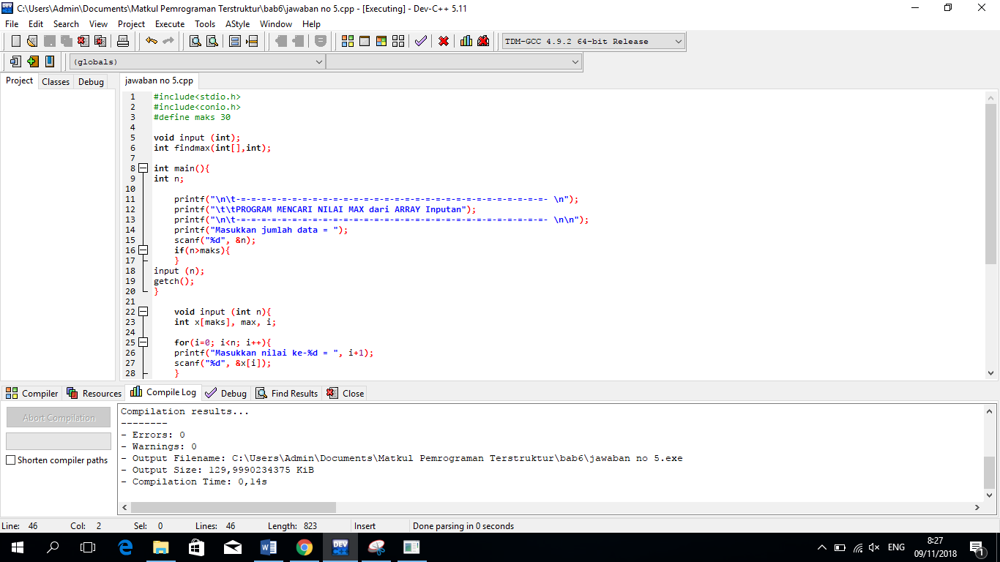 C:\Users\Admin\Documents\Matkul Pemrograman Terstruktur\bab6\jawaban no 5.cpp - [Executing] - Dev-C++ 5.11
File Edit Search View Project Execute Tools AStyle Window Help
TDM-GCC 4.9.2 64-bit Release
(globals)
Project Classes Debug
jawaban no 5.cpp
1 #include<stdio.h>
2 #include<conio.h>
3 #define maks 30
4
5 void input (int);
6 int findmax(int[],int);
7
8 int main(){
9 int n;
10
11 printf("\n\t-=-=-=-=-=-=-=-=-=-=-=-=-=-=-=-=-=-=-=-=-=-=-=-=-=-=-=-=-=-=- \n");
12 printf("\t\tPROGRAM MENCARI NILAI MAX dari ARRAY Inputan");
13 printf("\n\t-=-=-=-=-=-=-=-=-=-=-=-=-=-=-=-=-=-=-=-=-=-=-=-=-=-=-=-=-=-=- \n\n");
14 printf("Masukkan jumlah data = ");
15 scanf("%d", &n);
16 if(n>maks){
17 }
18 input (n);
19 getch();
20 }
21
22 void input (int n){
23 int x[maks], max, i;
24
25 for(i=0; i<n; i++){
26 printf("Masukkan nilai ke-%d = ", i+1);
27 scanf("%d", &x[i]);
28 }
Compiler Resources Compile Log Debug Find Results Close
Abort Compilation
Shorten compiler paths
Compilation results...
--------
- Errors: 0
- Warnings: 0
- Output Filename: C:\Users\Admin\Documents\Matkul Pemrograman Terstruktur\bab6\jawaban no 5.exe
- Output Size: 129,9990234375 KiB
- Compilation Time: 0,14s
Line: 46 Col: 2 Sel: 0 Lines: 46 Length: 823 Insert Done parsing in 0 seconds
DEV
ENG
8:27
09/11/2018
1